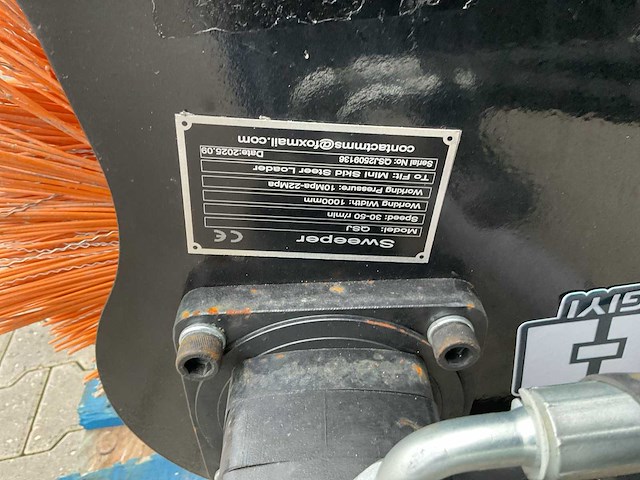 Sweeper CE
Model: QSJ
Speed: 30-50 r/min
Working Width: 1000mm
Working Pressure: 10Mpa-22Mpa
To Fit: Mini Skid Steer Loader
Serial No: QSJ2509136 Date:2025.09
contactmms@foxmail.com
GIYI